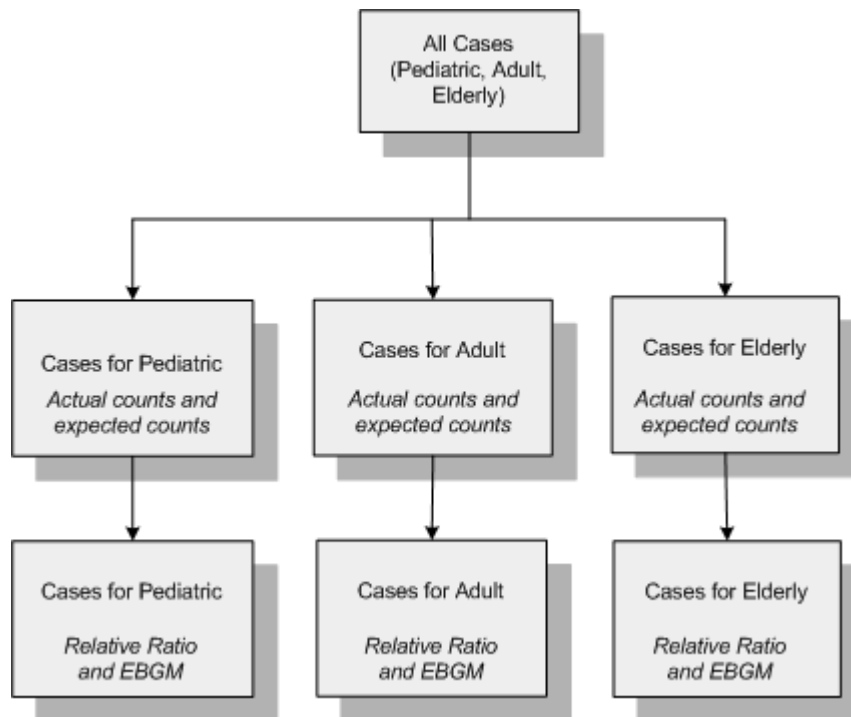 All Cases
(Pediatric, Adult,
Elderly)
Cases for Pediatric
Actual counts and
expected counts
Cases for Adult
Actual counts and
expected counts
Cases for Elderly
Actual counts and
expected counts
Cases for Pediatric
Relative Ratio
and EBGM
Cases for Adult
Relative Ratio
and EBGM
Cases for Elderly
Relative Ratio
and EBGM